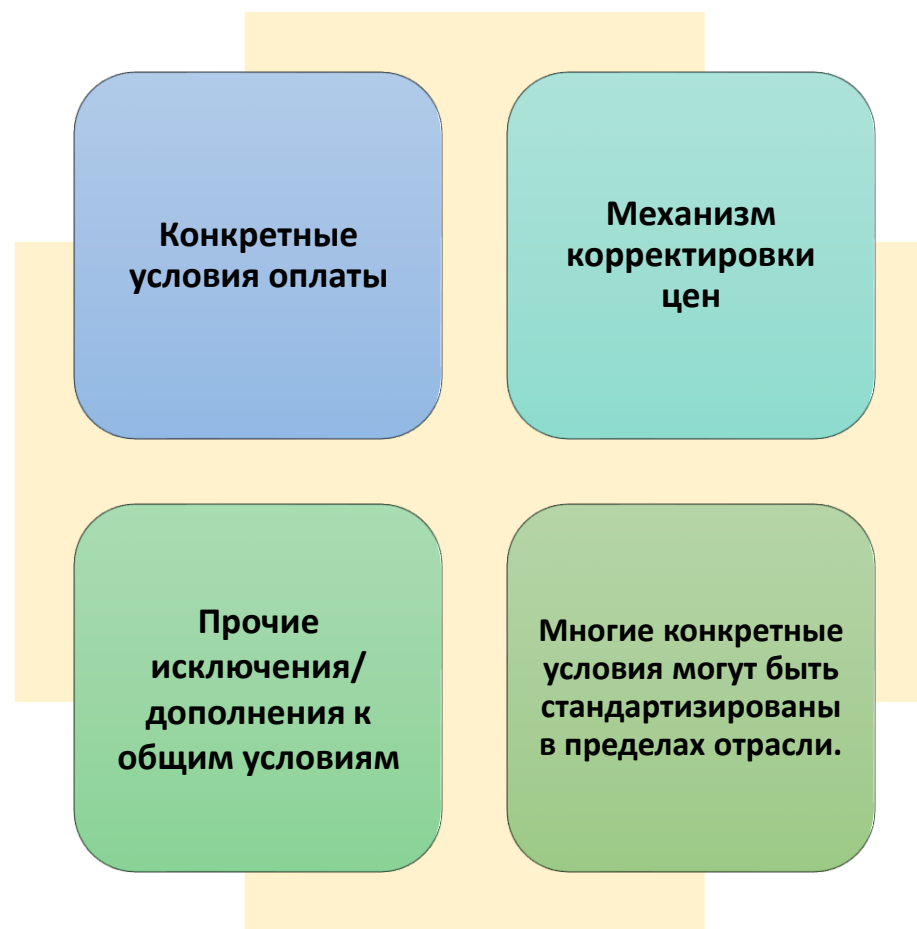 Конкретные
условия оплаты
Механизм
корректировки
цен
Прочие
исключения/
дополнения к
общим условиям
Многие конкретные
условия могут быть
стандартизированы
в пределах отрасли.